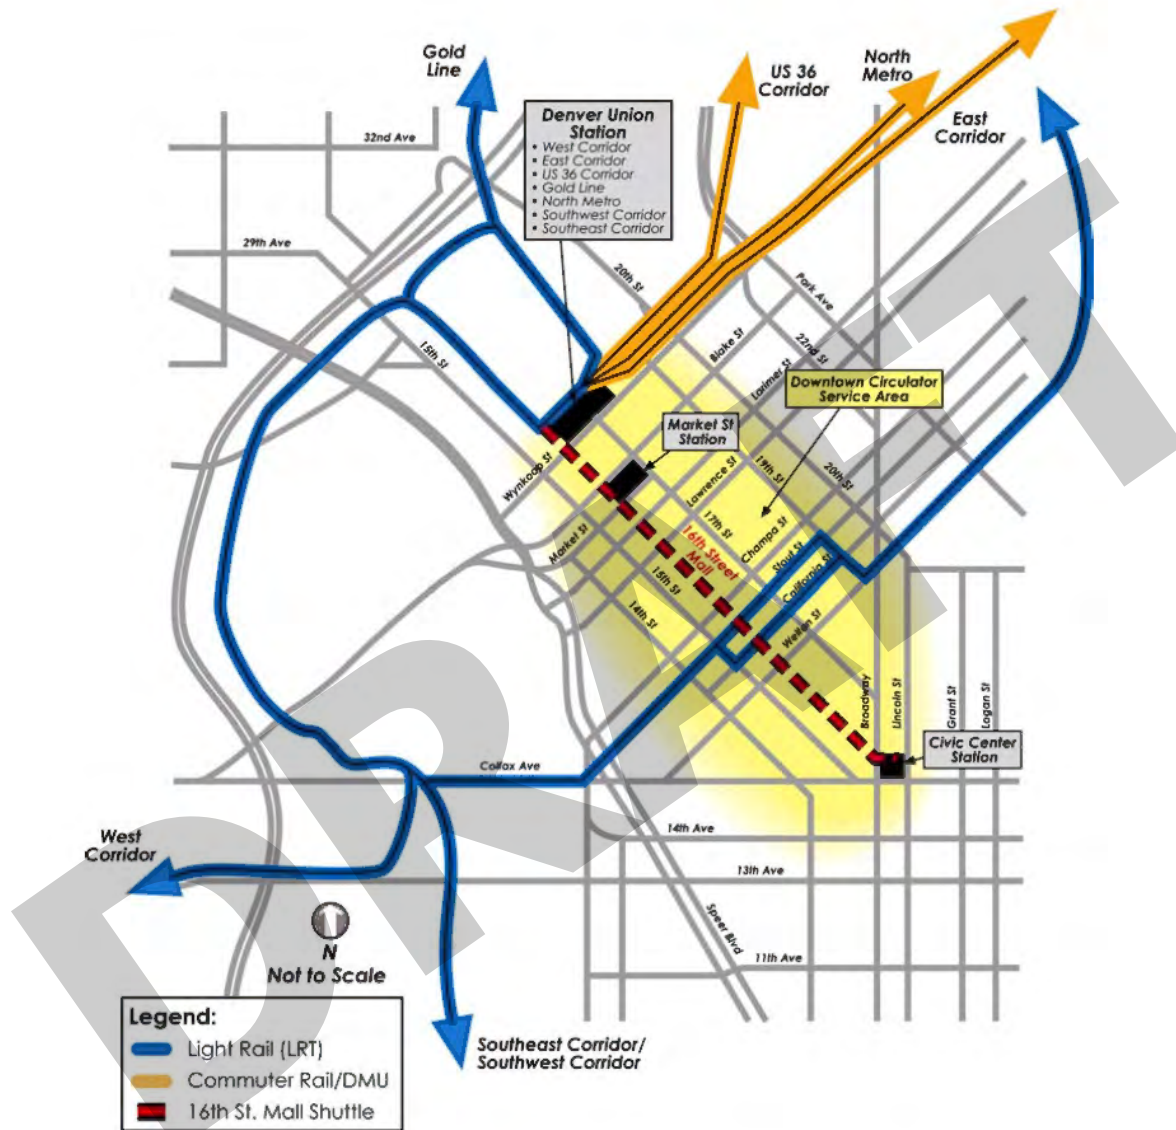 Gold
Line
US 36
Corridor
North
Metro
East
Corridor
Denver Union
Station
• West Corridor
• East Corridor
• US 36 Corridor
• Gold Line
• North Metro
• Southwest Corridor
• Southeast Corridor
32nd Ave
29th Ave
20th St
Park Ave
15th St
Blake St
22nd St
Larimer St
Downtown Circulator
Service Area
Market St
Station
Wynkoop St
Lawrence St
19th St
20th St
Market St
17th St
Champa St
16th Street
Mall
Stout St
California St
15th St
14th St
Welton St
Broadway
Lincoln St
Grant St
Logan St
Civic Center
Station
Colfax Ave
14th Ave
13th Ave
West
Corridor
Speer Blvd
11th Ave
N
Not to Scale
Southeast Corridor/
Southwest Corridor
Legend:
Light Rail (LRT)
Commuter Rail/DMU
16th St. Mall Shuttle
DRAFT